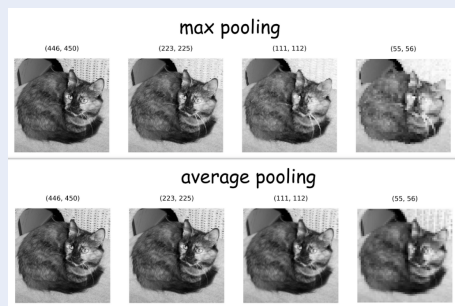 max pooling
(446, 450) (223, 225) (111, 112) (55, 56)
average pooling
(446, 450) (223, 225) (111, 112) (55, 56)